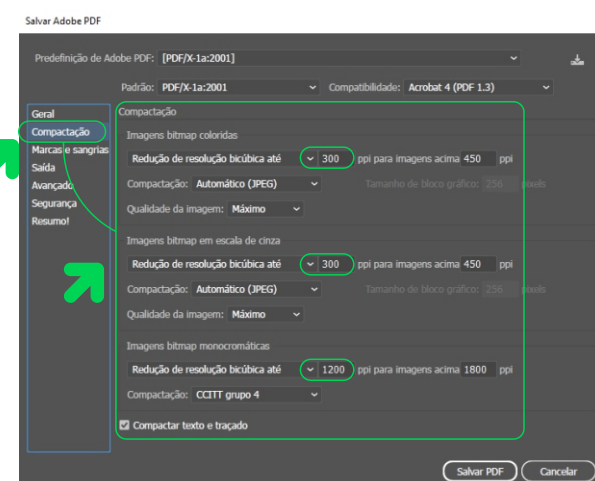 Salvar Adobe PDF
Predefinição de Adobe PDF: [PDF/X-1a:2001]
Padrão: PDF/X-1a:2001 Compatibilidade: Acrobat 4 (PDF 1.3)
Geral
Compactação
Marcas e sangrias
Saída
Avançado
Segurança
Resumo!
Compactação
Imagens bitmap coloridas
Redução de resolução bicúbica até 300 ppi para imagens acima 450 ppi
Compactação: Automático (JPEG) Tamanho de bloco gráfico: 256 pixels
Qualidade da imagem: Máximo
Imagens bitmap em escala de cinza
Redução de resolução bicúbica até 300 ppi para imagens acima 450 ppi
Compactação: Automático (JPEG) Tamanho de bloco gráfico: 256 pixels
Qualidade da imagem: Máximo
Imagens bitmap monocromáticas
Redução de resolução bicúbica até 1200 ppi para imagens acima 1800 ppi
Compactação: CCITT grupo 4
Compactar texto e traçado
Salvar PDF Cancelar